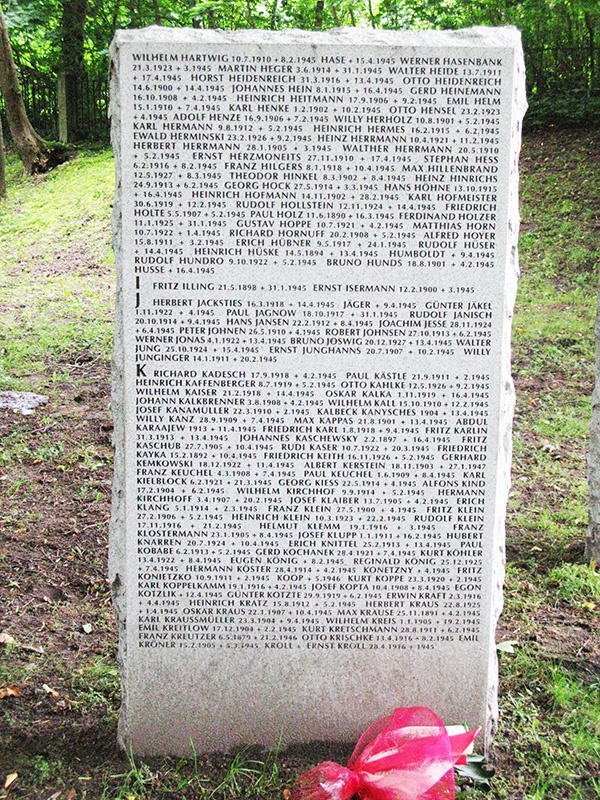 WILHELM HARTWIG 10.7.1910 + 8.2.1945 HASE + 15.4.1945 WERNER HASENBANK
21.3.1923 + 3.1945 MARTIN HEGER 3.6.1914 + 31.1.1945 WALTER HEIDE 13.7.1911
+ 17.4.1945 HORST HEIDENREICH 31.3.1916 + 13.4.1945 OTTO HEIDENREICH
14.6.1900 + 14.4.1945 JOHANNES HEIN 8.1.1915 + 16.4.1945 GERD HEINEMANN
16.10.1908 + 4.2.1945 HEINRICH HEITMANN 17.9.1906 + 9.2.1945 EMIL HELM
15.1.1910 + 7.4.1945 KARL HENKE 1.2.1902 + 10.2.1945 OTTO HENSEL 23.2.1923
+ 4.1945 ADOLF HENZE 16.9.1906 + 7.2.1945 WILLY HERHOLZ 10.8.1901 + 5.2.1945
KARL HERMANN 9.8.1912 + 5.2.1945 HEINRICH HERMES 16.2.1915 + 6.2.1945
EWALD HERMINSKI 23.2.1926 + 9.2.1945 HEINZ HERRMANN 10.4.1921 + 11.2.1945
HERBERT HERRMANN 28.1.1905 + 3.1945 WALTHER HERMANN 20.5.1910
+ 5.2.1945 ERNST HERZMONEITS 27.11.1910 + 17.4.1945 STEPHAN HESS
6.2.1916 + 8.2.1945 FRANZ HILGERS 8.1.1918 + 10.4.1945 MAX HILLENBRAND
12.5.1927 + 8.3.1945 THEODOR HINKEL 8.3.1902 + 8.4.1945 HEINZ HINRICHS
24.9.1913 + 6.2.1945 GEORG HOCK 27.5.1914 + 3.3.1945 HANS HÖHNE 13.10.1915
+ 16.4.1945 HEINRICH HOFMANN 14.11.1902 + 28.2.1945 KARL HOFMEISTER
30.6.1919 + 12.2.1945 RUDOLF HOLLSTEIN 12.11.1924 + 14.4.1945 FRIEDRICH
HOLTE 5.5.1907 + 5.2.1945 PAUL HOLZ 11.6.1890 + 16.3.1945 FERDINAND HOLZER
11.1.1925 + 31.1.1945 GUSTAV HOPPE 10.7.1921 + 4.2.1945 MATTHIAS HORN
10.7.1922 + 1.4.1945 RICHARD HORNUFF 20.2.1908 + 5.2.1945 ALFRED HOYER
15.8.1911 + 3.2.1945 ERICH HÜBNER 9.5.1917 + 24.1.1945 RUDOLF HÜSER
+ 14.4.1945 HEINRICH HÜSKE 14.5.1894 + 13.4.1945 HUMBOLDT + 9.4.1945
RUDOLF HUNDRO 9.10.1922 + 5.2.1945 BRUNO HUNDS 18.8.1901 + 4.2.1945
HUSSE + 16.4.1945
I FRITZ ILLING 21.5.1898 + 31.1.1945 ERNST ISERMANN 12.2.1900 + 3.1945
J HERBERT JACKSTIES 16.3.1918 + 14.4.1945 JÄGER + 9.4.1945 GÜNTER JÄKEL
1.11.1922 + 4.1945 PAUL JAGNOW 18.10.1917 + 31.1.1945 RUDOLF JANISCH
20.10.1914 + 9.4.1945 HANS JANSEN 22.2.1912 + 8.4.1945 JOACHIM JESSE 28.11.1924
+ 6.4.1945 PETER JOHNEN 26.5.1910 + 4.1945 ROBERT JOHNSEN 27.10.1913 + 6.2.1945
WERNER JONAS 4.1.1922 + 13.4.1945 BRUNO JOSWIG 20.12.1927 + 13.4.1945 WALTER
JUNG 25.10.1924 + 15.4.1945 ERNST JUNGHANNS 20.7.1907 + 10.2.1945 WILLY
JUNGINGER 14.1.1911 + 20.2.1945
K RICHARD KADESCH 17.9.1918 + 4.2.1945 PAUL KÄSTLE 21.9.1911 + 2.1945
HEINRICH KAFFENBERGER 8.7.1919 + 5.2.1945 OTTO KAHLKE 12.5.1926 + 9.2.1945
WILHELM KAISER 21.2.1918 + 14.4.1945 OSKAR KALKA 1.11.1919 + 16.4.1945
JOHANN KALKBRENNER 3.8.1908 + 4.2.1945 WILHELM KALL 15.10.1910 + 12.2.1945
JOSEF KANAMÜLLER 22.3.1910 + 2.1945 KALBECK KANYSCHES 1904 + 13.4.1945
WILLY KANZ 28.9.1909 + 7.4.1945 MAX KAPPAS 21.8.1901 + 13.4.1945 ABDUL
KARAAJEW 1913 + 11.4.1945 FRIEDRICH KARL 1.8.1918 + 9.4.1945 FRITZ KARLIN
31.3.1913 + 13.4.1945 JOHANNES KASCHEWSKY 2.2.1897 + 16.4.1945 FRITZ
KASCHUB 27.7.1905 + 10.4.1945 RUDI KASER 10.7.1922 + 20.3.1945 FRIEDRICH
KAYKA 15.2.1892 + 10.4.1945 FRIEDRICH KEITH 16.11.1926 + 5.2.1945 GERHARD
KEMKOWSKI 18.12.1922 + 11.4.1945 ALBERT KERSTEIN 18.11.1903 + 27.1.1947
FRANZ KEUCHEL 4.3.1908 + 7.4.1945 PAUL KEUCHEL 1.6.1909 + 8.4.1945 KARL
KIELBLOCK 6.2.1921 + 21.3.1945 GEORG KIESS 22.5.1914 + 4.1945 ALFONS KIND
17.2.1904 + 6.2.1945 WILHELM KIRCHHOF 9.9.1914 + 5.2.1945 HERMANN
KIRCHHOFF 3.4.1907 + 20.2.1945 JOSEF KLAIBER 13.7.1905 + 4.2.1945 ERICH
KLANG 5.1.1914 + 2.3.1945 FRANZ KLEIN 27.5.1900 + 4.1945 FRITZ KLEIN
27.2.1906 + 5.2.1945 HEINRICH KLEIN 10.3.1923 + 22.2.1945 RUDOLF KLEIN
17.11.1916 + 21.2.1945 HELMUT KLEMM 19.1.1916 + 3.1945 FRANZ
KLOSTERMANN 23.1.1905 + 8.4.1945 JOSEF KLUPP 1.1.1911 + 16.2.1945 HUBERT
KNARREN 20.7.1924 + 10.4.1945 ERICH KNITTEL 25.2.1913 + 13.4.1945 PAUL
KOBABE 6.2.1913 + 5.2.1945 GERD KOCHANEK 28.4.1921 + 7.4.1945 KURT KÖHLER
13.4.1922 + 8.4.1945 EUGEN KÖNIG + 8.2.1945 REGINALD KÖNIG 25.12.1925
+ 7.4.1945 HERMANN KÖSTER 28.4.1914 + 4.2.1945 KONETZNY + 4.1945 FRITZ
KONIETZKO 10.9.1911 + 2.1945 KOOP + 5.1946 KURT KOPPE 23.3.1920 + 2.1945
KARL KOPPELKAMM 19.1.1916 + 4.2.1945 JOSEF KOPTA 10.4.1908 + 8.4.1945 EGON
KOTZLIK + 12.4.1945 GÜNTER KOTZTE 29.9.1919 + 6.2.1945 ERWIN KRAFT 2.3.1916
+ 4.4.1945 HEINRICH KRATZ 15.8.1912 + 5.2.1945 HERBERT KRAUS 22.8.1925
+ 1.4.1945 OSKAR KRAUS 22.1.1907 + 10.4.1945 MAX KRAUSE 25.11.1891 + 4.2.1945
KARL KRAUSSMÜLLER 23.3.1904 + 9.4.1945 WILHELM KREIS 1.1.1905 + 19.2.1945
EMIL KREITLOW 17.12.1904 + 2.2.1945 KURT KRETSCHMANN 28.8.1911 + 6.2.1945
FRANZ KREUTZER 6.5.1879 + 21.2.1946 OTTO KRISCHKE 13.4.1916 + 8.2.1945 EMIL
KRÖNER 15.2.1905 + 5.3.1945 KROLL + ERNST KROLL 28.4.1916 + 1945